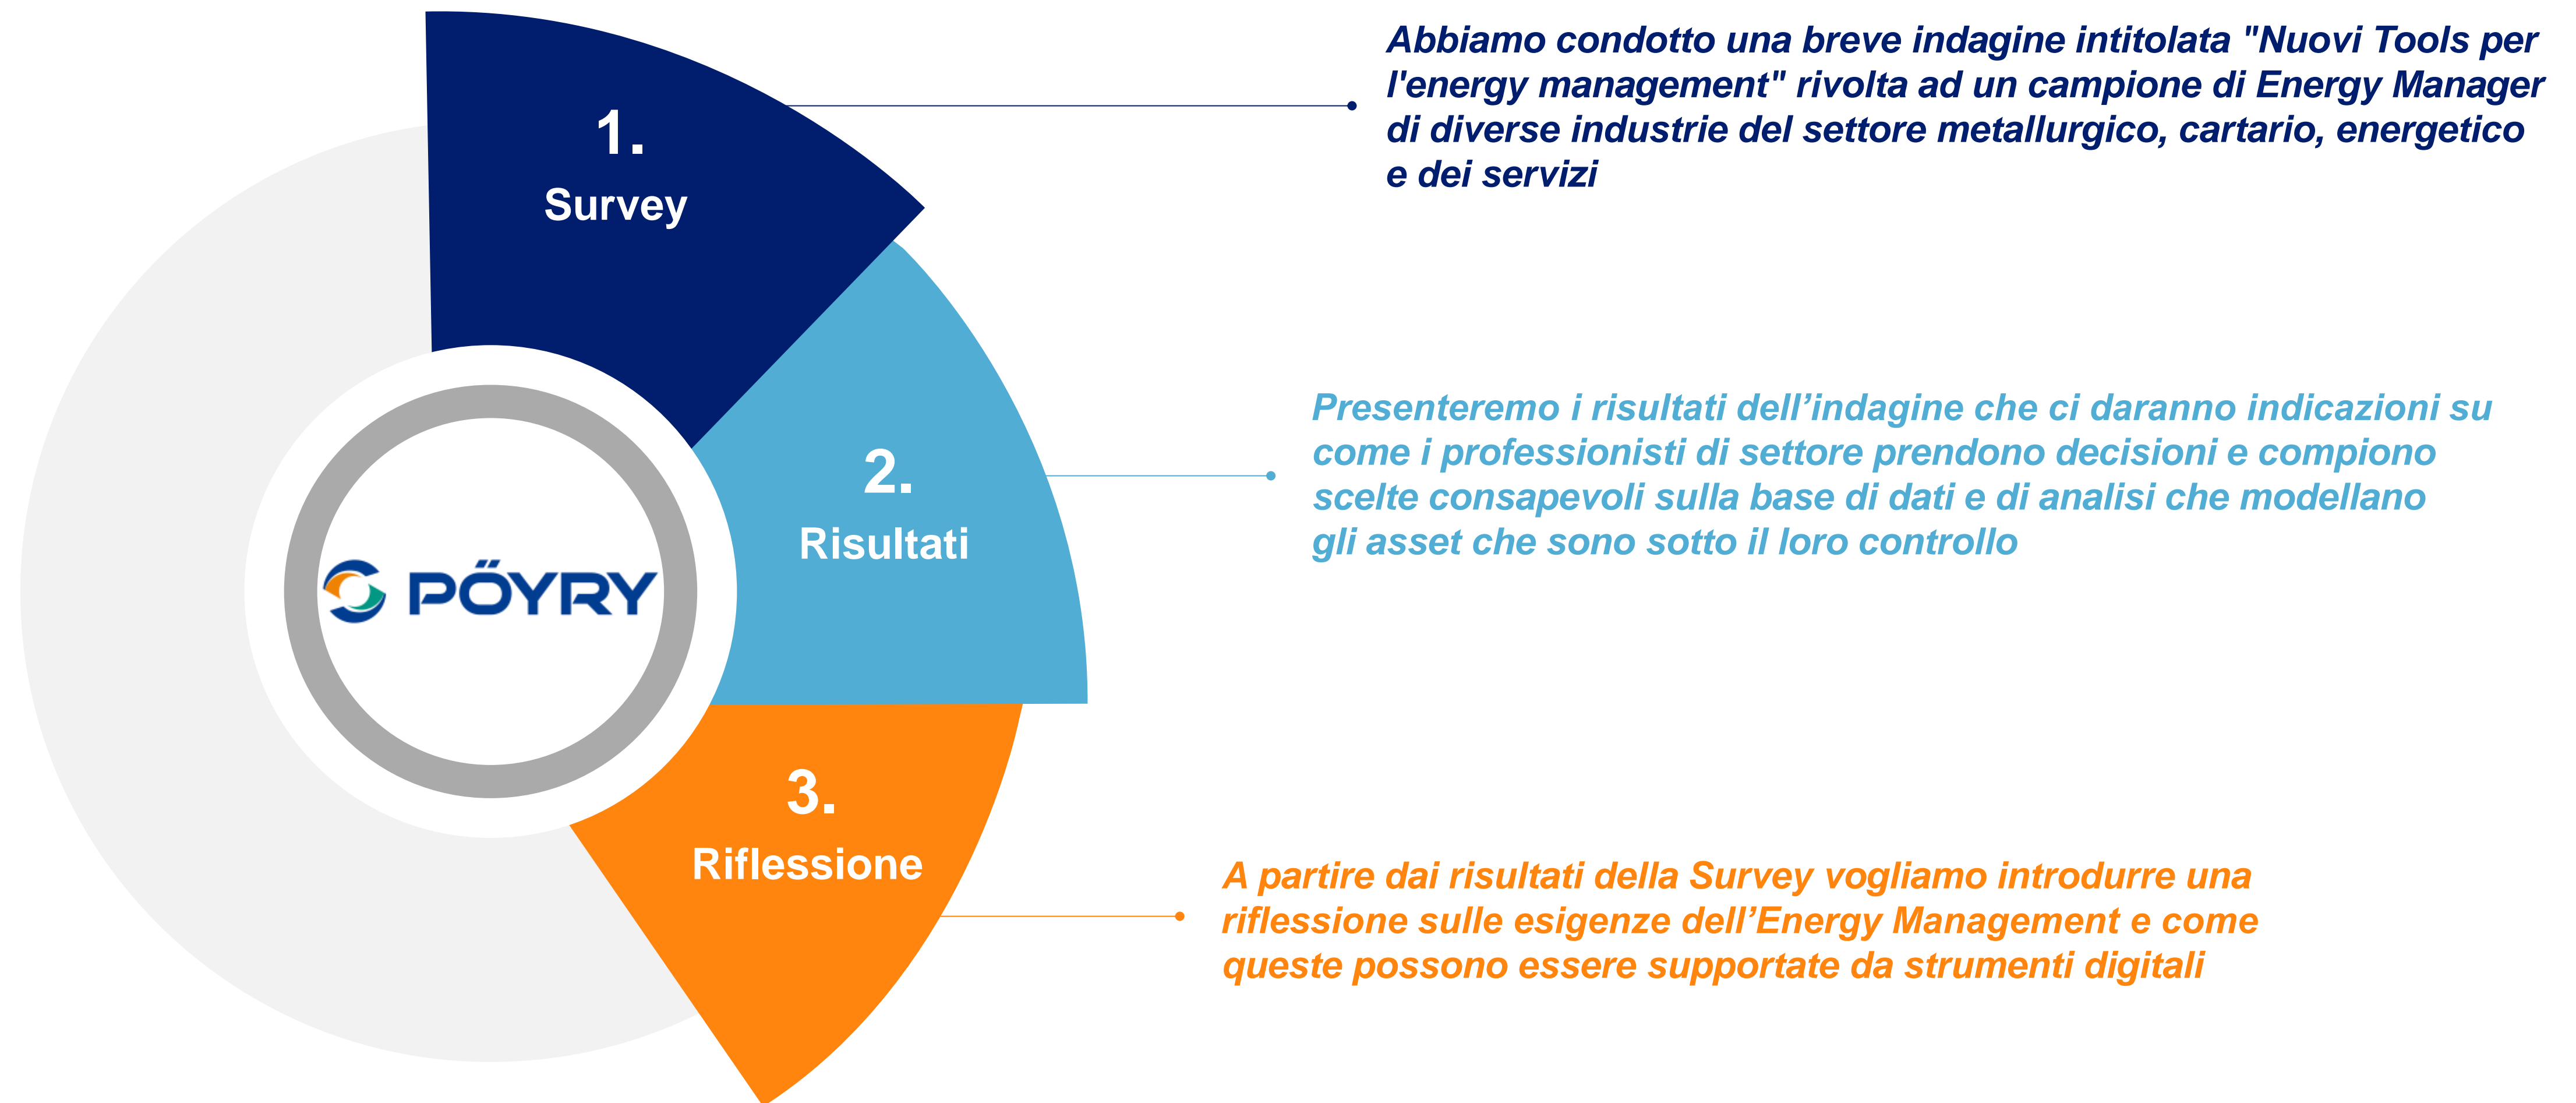 1.
Survey
Abbiamo condotto una breve indagine intitolata "Nuovi Tools per
l'energy management" rivolta ad un campione di Energy Manager
di diverse industrie del settore metallurgico, cartario, energetico
e dei servizi
2.
Risultati
Presenteremo i risultati dell’indagine che ci daranno indicazioni su
come i professionisti di settore prendono decisioni e compiono
scelte consapevoli sulla base di dati e di analisi che modellano
gli asset che sono sotto il loro controllo
PÖYRY
3.
Riflessione
A partire dai risultati della Survey vogliamo introdurre una
riflessione sulle esigenze dell’Energy Management e come
queste possono essere supportate da strumenti digitali